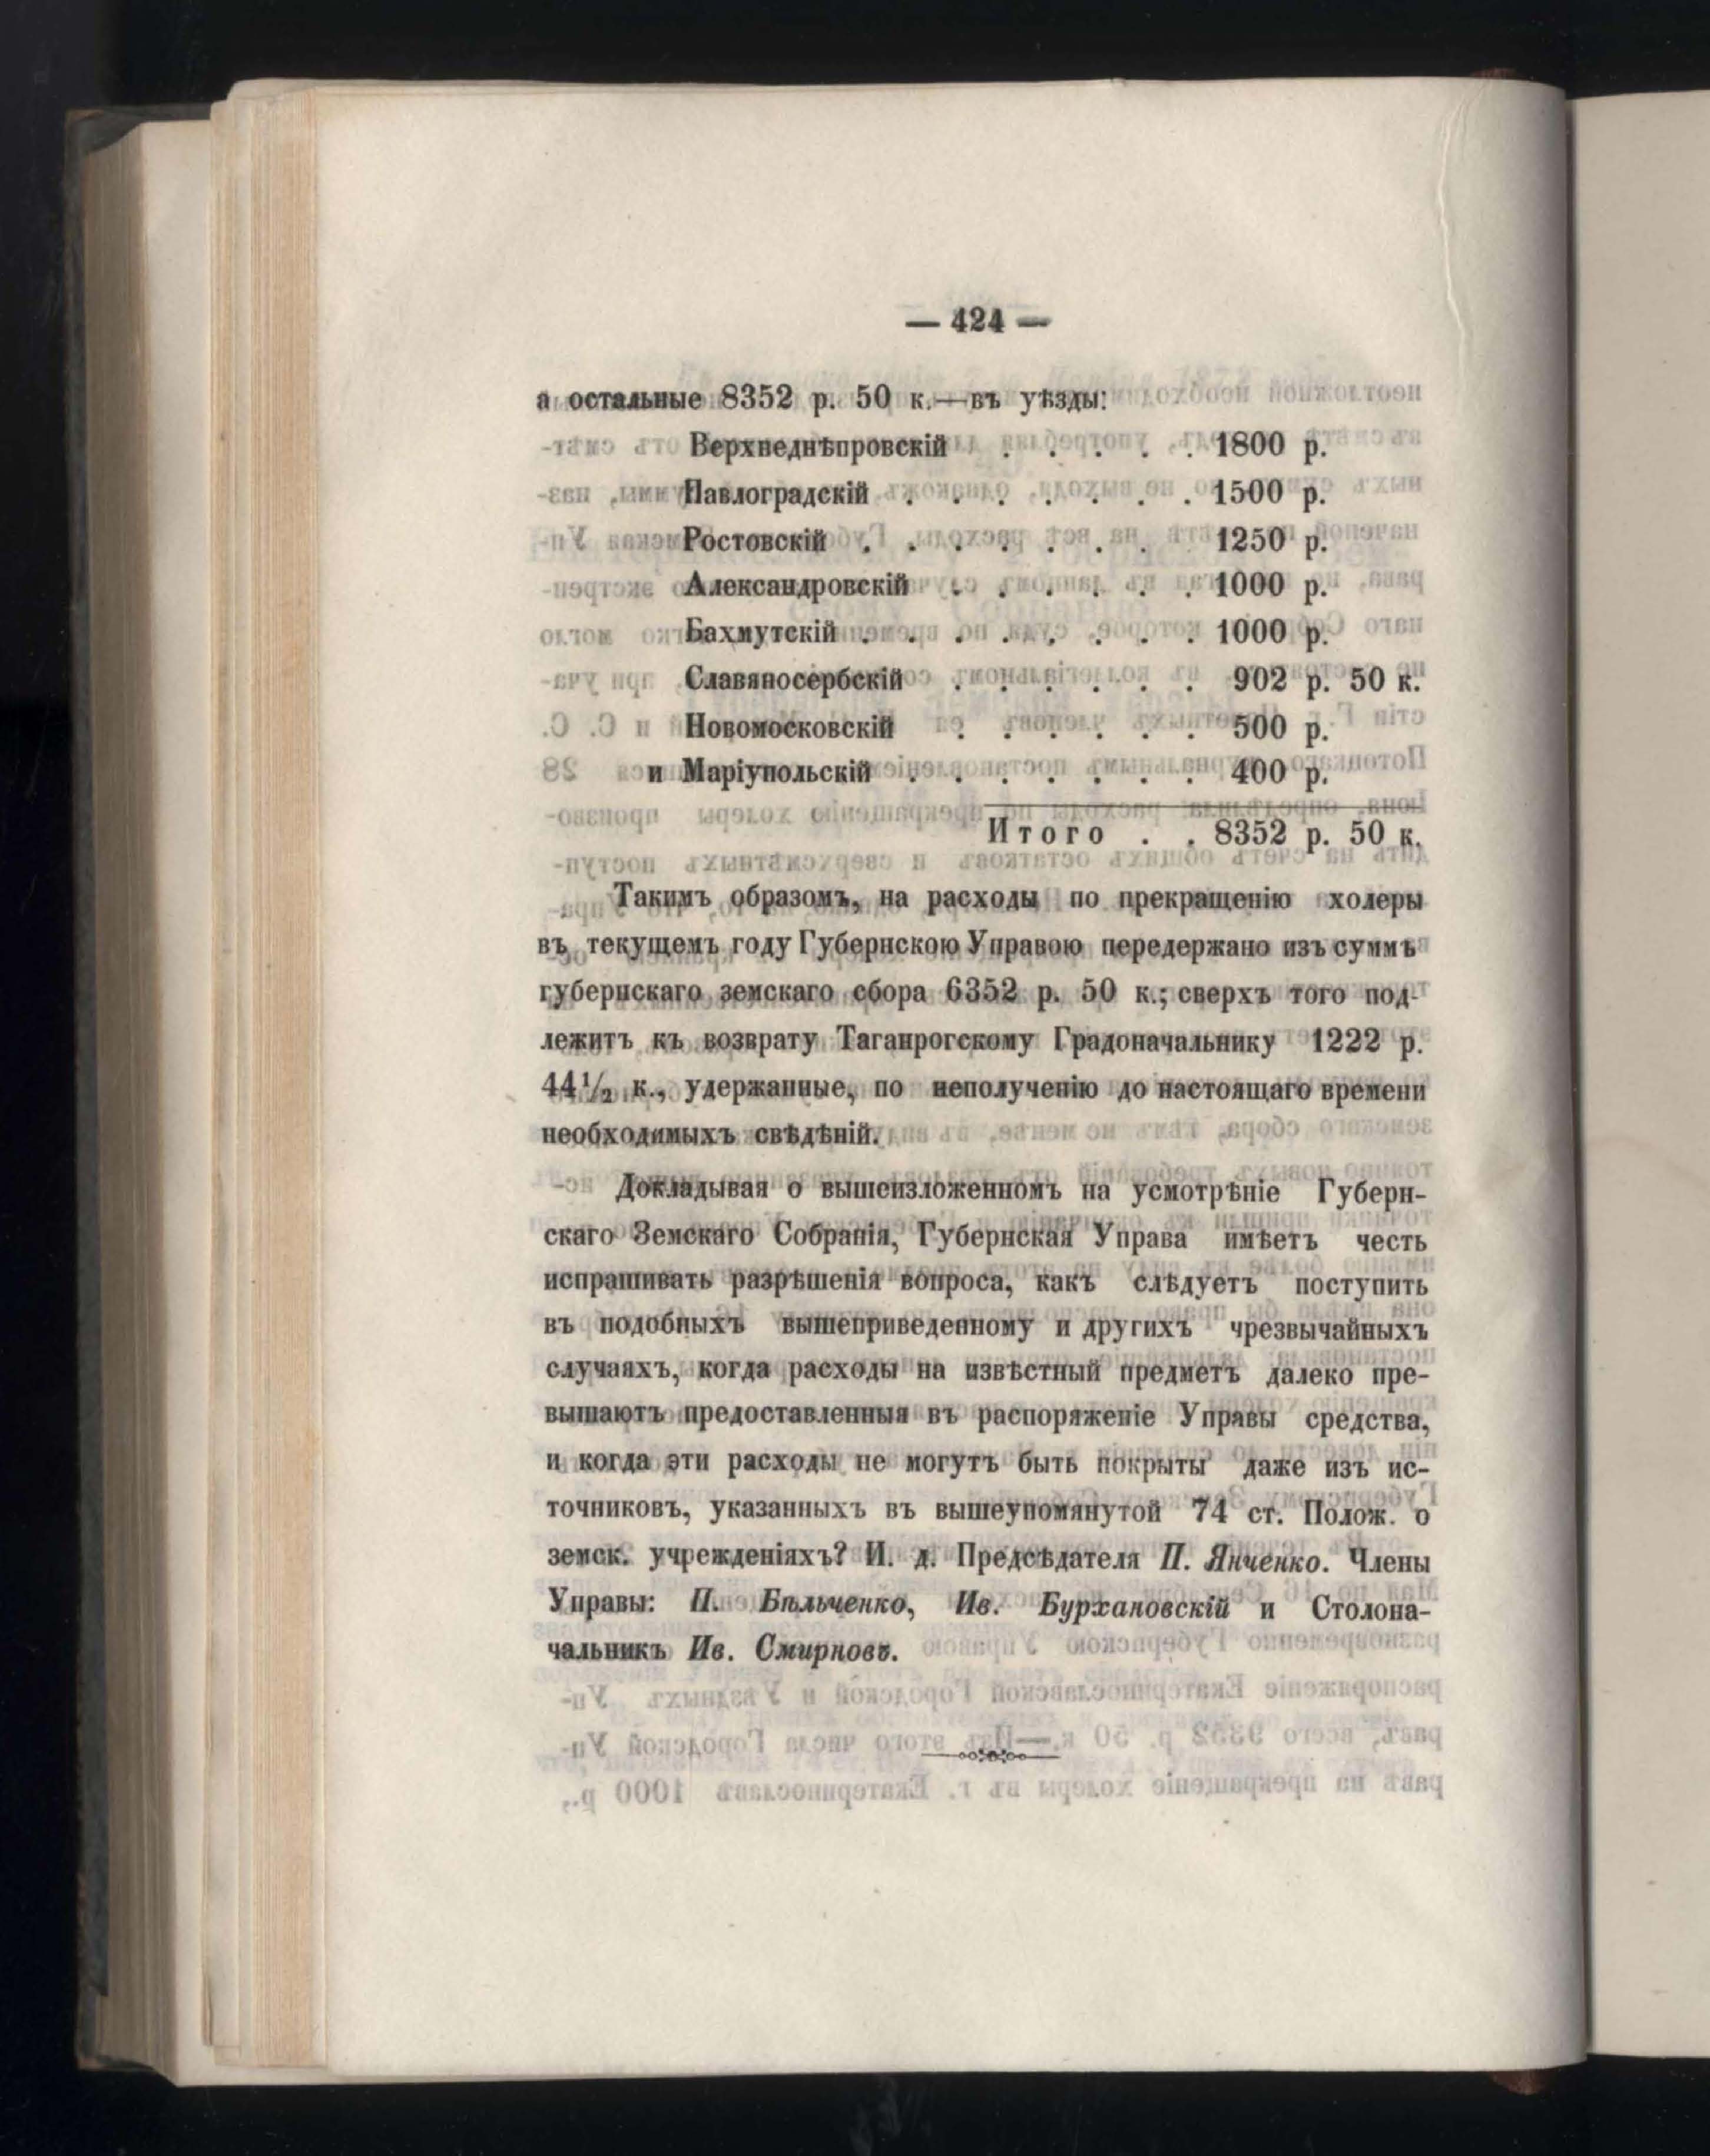 — 424 —
а остальные 8352 р. 50 к.—въ уѣзды:
Верхнеднѣпровскій . . . . . 1800 р.
Павлоградскій . . . . . . . 1500 р.
Ростовскій . . . . . . . 1250 р.
Александровскій . . . . . . 1000 р.
Бахмутскій . . . . . . . . 1000 р.
Славяносербскій . . . . . . 902 р. 50 к.
Новомосковскій . . . . . . 500 р.
и Маріупольскій . . . . . . . 400 р.
Итого . . 8352 р. 50 к.
Такимъ образомъ, на расходы по прекращенію холеры
въ текущемъ году Губернскою Управою передержано изъ суммъ
губернскаго земскаго сбора 6352 р. 50 к.; сверхъ того под-
лежитъ къ возврату Таганрогскому Градоначальнику 1222 р.
44½ к., удержанные, по неполученію до настоящаго времени
необходимыхъ свѣдѣній.
Докладывая о вышеизложенномъ на усмотрѣніе Губерн-
скаго Земскаго Собранія, Губернская Управа имѣетъ честь
испрашивать разрѣшенія вопроса, какъ слѣдуетъ поступить
въ подобныхъ вышеприведенному и другихъ чрезвычайныхъ
случаяхъ, когда расходы на извѣстный предметъ далеко пре-
вышаютъ предоставленныя въ распоряженіе Управы средства,
и когда эти расходы не могутъ быть покрыты даже изъ ис-
точниковъ, указанныхъ въ вышеупомянутой 74 ст. Полож. о
земск. учрежденіяхъ? И. д. Предсѣдателя П. Янченко. Члены
Управы: П. Бѣльченко, Ив. Бурхановскій и Столона-
чальникъ Ив. Смирновъ.